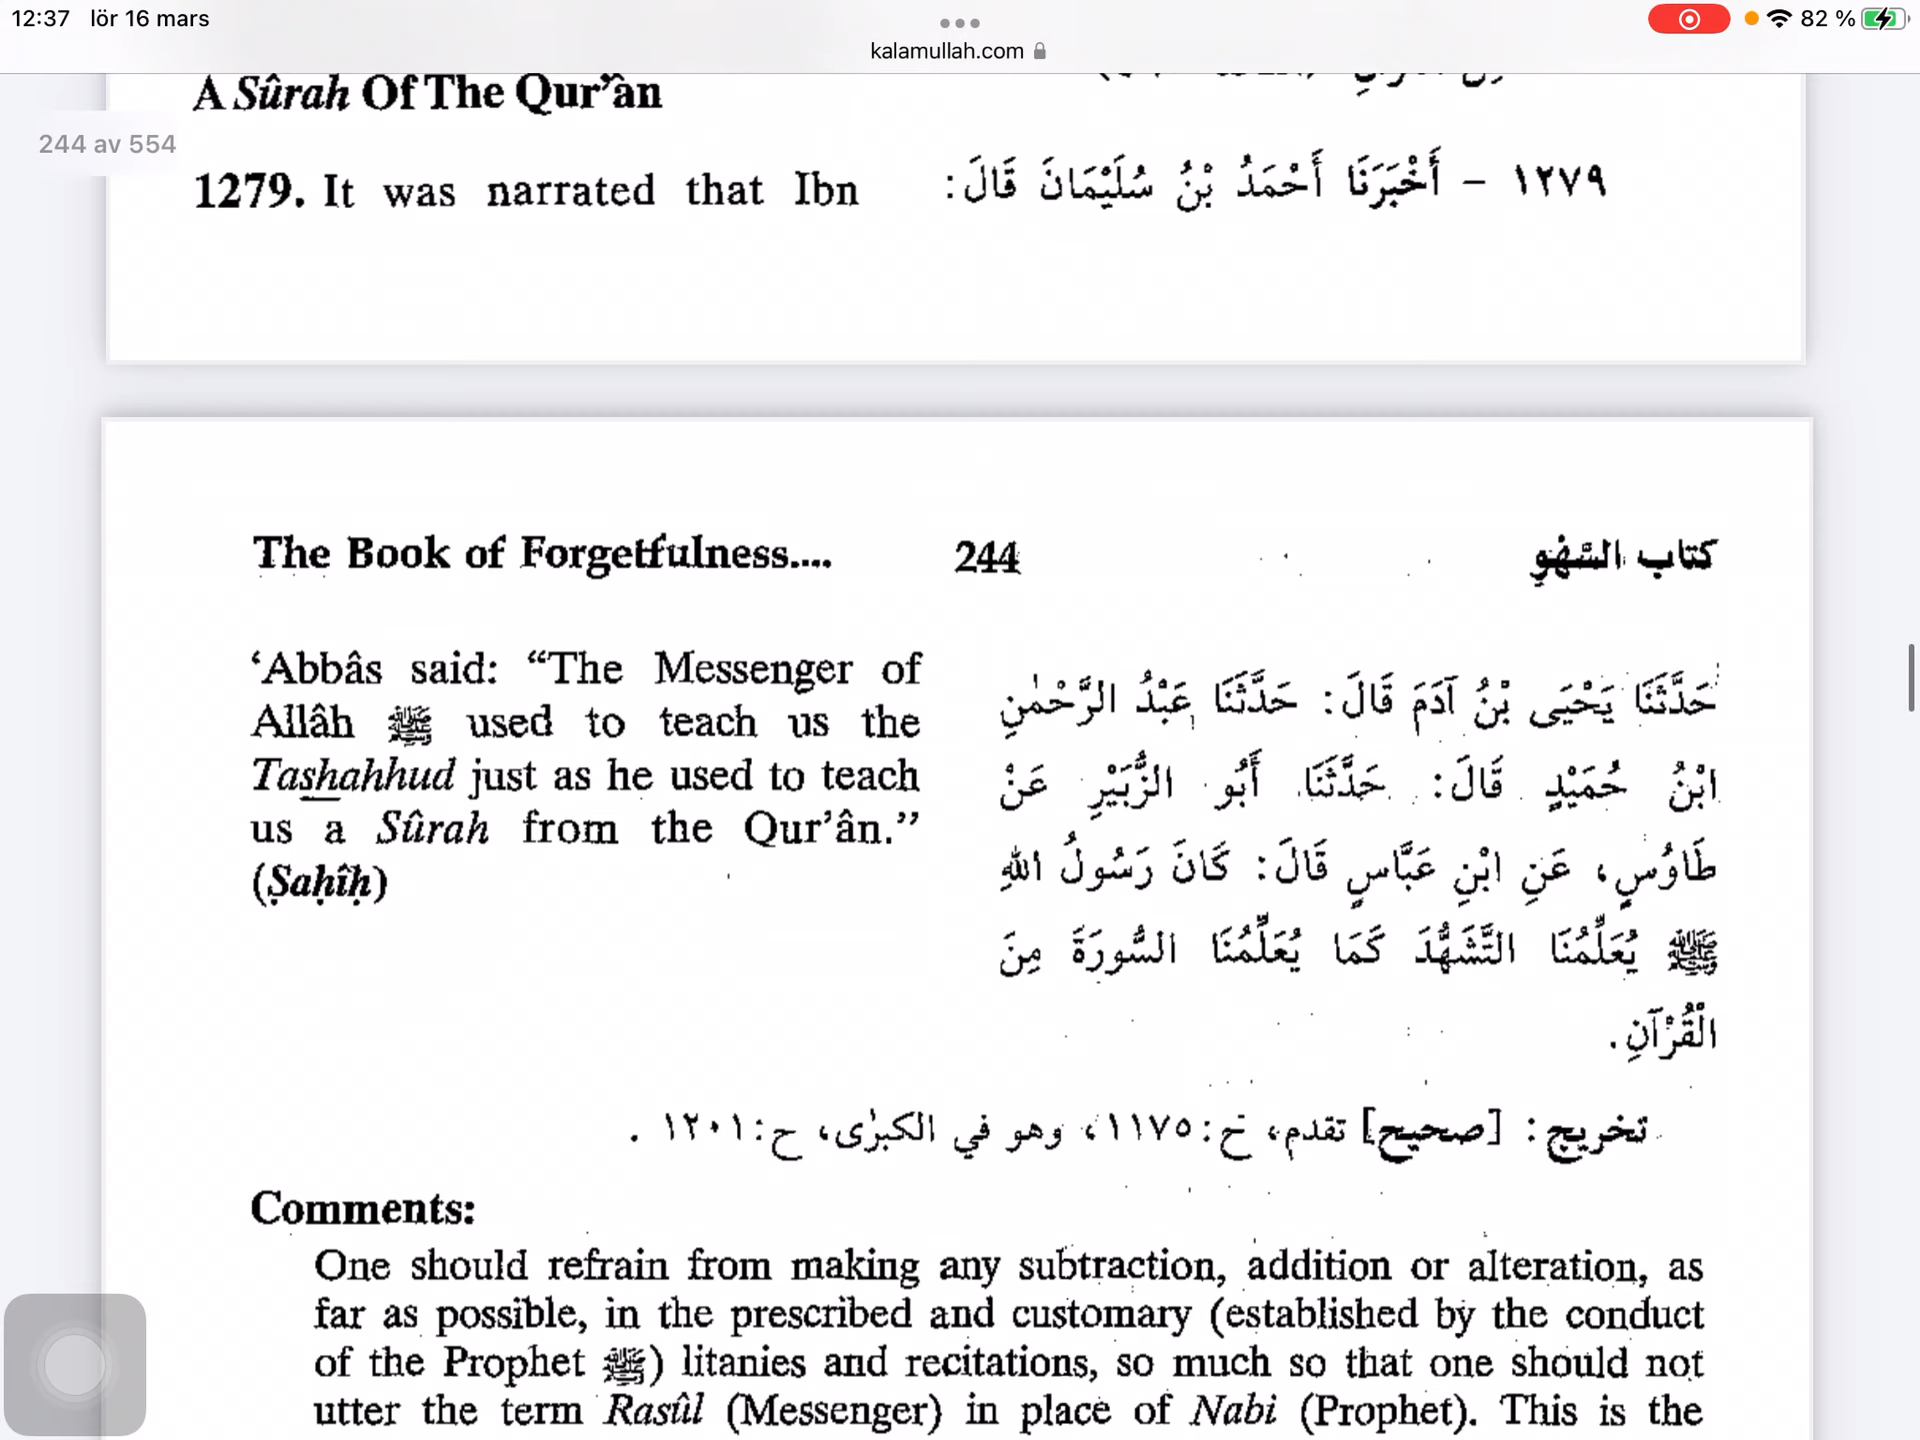 12:37 lör 16 mars
82 %
kalamullah.com
A Sûrah Of The Qur’ân
244 av 554
1279. It was narrated that Ibn
١٢٧٩ – أَخْبَرَنَا أَحْمَدُ بْنُ سُلَيْمَانَ قَالَ:
The Book of Forgetfulness....
244
كتاب السَّهْوِ
‘Abbâs said: “The Messenger of
Allâh ﷺ used to teach us the
Tashahhud just as he used to teach
us a Sûrah from the Qur’ân.”
(Ṣaḥîḥ)
حَدَّثَنَا يَحْيَى بْنُ آدَمَ قَالَ: حَدَّثَنَا عَبْدُ الرَّحْمٰنِ
ابْنُ حُمَيْدٍ قَالَ: حَدَّثَنَا أَبُو الزُّبَيْرِ عَنْ
طَاوُسٍ، عَنِ ابْنِ عَبَّاسٍ قَالَ: كَانَ رَسُولُ اللهِ
ﷺ يُعَلِّمُنَا التَّشَهُّدَ كَمَا يُعَلِّمُنَا السُّورَةَ مِنَ
الْقُرْآنِ.
تخريج: [صحيح] تقدم، ح:١١٧٥، وهو في الكبرٰى، ح:١٢٠١.
Comments:
One should refrain from making any subtraction, addition or alteration, as
far as possible, in the prescribed and customary (established by the conduct
of the Prophet ﷺ) litanies and recitations, so much so that one should not
utter the term Rasûl (Messenger) in place of Nabi (Prophet). This is the